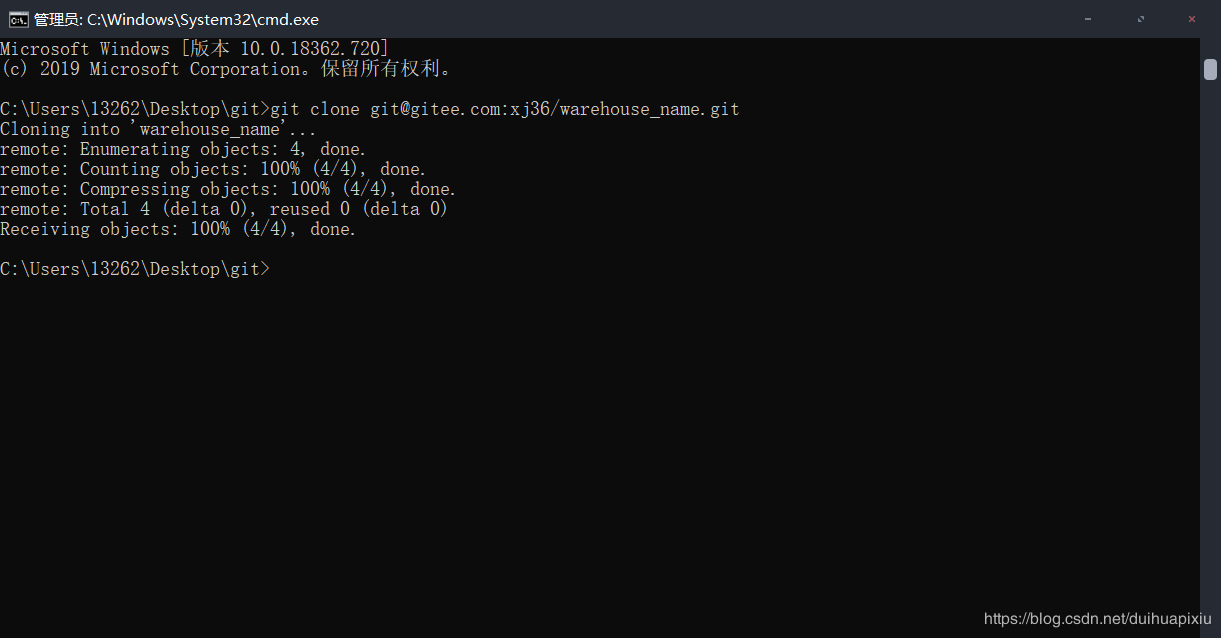 管理员: C:\Windows\System32\cmd.exe
Microsoft Windows [版本 10.0.18362.720]
(c) 2019 Microsoft Corporation。保留所有权利。
C:\Users\13262\Desktop\git>git clone git@gitee.com:xj36/warehouse_name.git
Cloning into 'warehouse_name'...
remote: Enumerating objects: 4, done.
remote: Counting objects: 100% (4/4), done.
remote: Compressing objects: 100% (4/4), done.
remote: Total 4 (delta 0), reused 0 (delta 0)
Receiving objects: 100% (4/4), done.
C:\Users\13262\Desktop\git>
https://blog.csdn.net/duihuapixiu